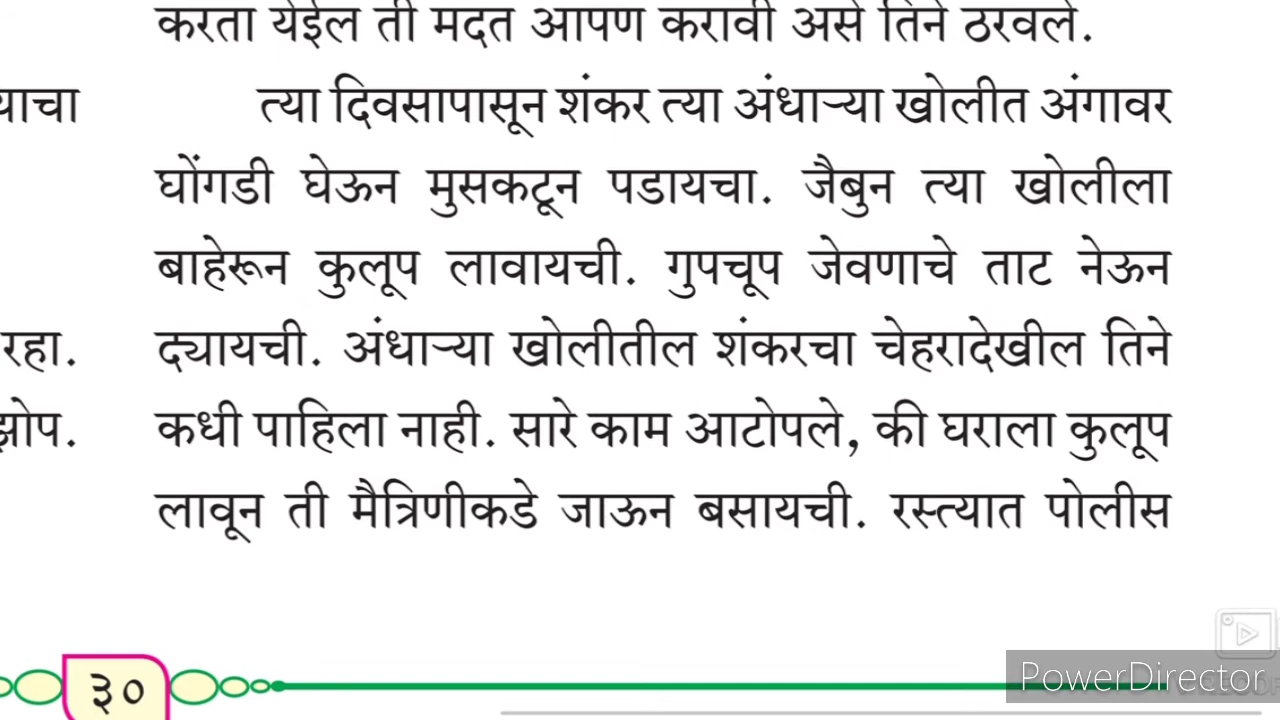 करता येईल ती मदत आपण करावी असे तिने ठरवले.
याचा
त्या दिवसापासून शंकर त्या अंधाऱ्या खोलीत अंगावर
घोंगडी घेऊन मुसकटून पडायचा. जैबुन त्या खोलीला
बाहेरून कुलूप लावायची. गुपचूप जेवणाचे ताट नेऊन
रहा.
द्यायची. अंधाऱ्या खोलीतील शंकरचा चेहरादेखील तिने
झोप.
कधी पाहिला नाही. सारे काम आटोपले, की घराला कुलूप
लावून ती मैत्रिणीकडे जाऊन बसायची. रस्त्यात पोलीस
३०
PowerDirector